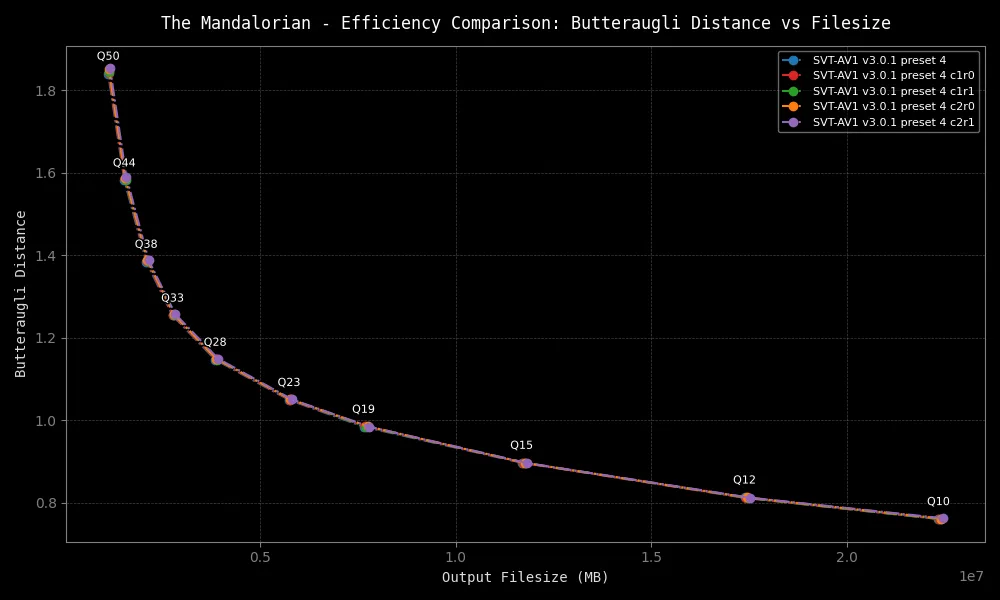 The Mandalorian - Efficiency Comparison: Butteraugli Distance vs Filesize
SVT-AV1 v3.0.1 preset 4
SVT-AV1 v3.0.1 preset 4 c1r0
SVT-AV1 v3.0.1 preset 4 c1r1
SVT-AV1 v3.0.1 preset 4 c2r0
SVT-AV1 v3.0.1 preset 4 c2r1
Butteraugli Distance
1.8
1.6
1.4
1.2
1.0
0.8
Q50
Q44
Q38
Q33
Q28
Q23
Q19
Q15
Q12
Q10
0.5
1.0
1.5
2.0
1e7
Output Filesize (MB)